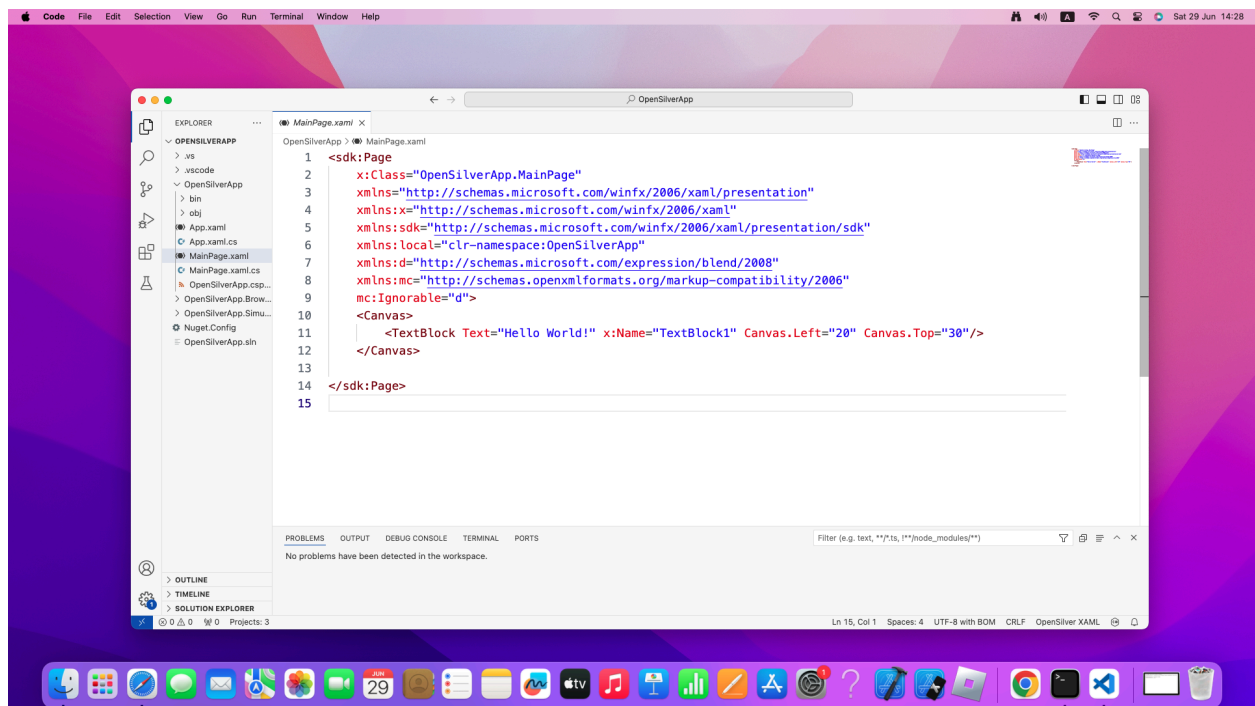 Code File Edit Selection View Go Run Terminal Window Help
A
Sat 29 Jun 14:28
OpenSilverApp
EXPLORER
OPENSILVERAPP
.vs
.vscode
OpenSilverApp
bin
obj
App.xaml
App.xaml.cs
MainPage.xaml
MainPage.xaml.cs
OpenSilverApp.csp...
OpenSilverApp.Brow...
OpenSilverApp.Simu...
Nuget.Config
OpenSilverApp.sln
OUTLINE
TIMELINE
SOLUTION EXPLORER
MainPage.xaml
OpenSilverApp > MainPage.xaml
1 <sdk:Page
2 x:Class="OpenSilverApp.MainPage"
3 xmlns="http://schemas.microsoft.com/winfx/2006/xaml/presentation"
4 xmlns:x="http://schemas.microsoft.com/winfx/2006/xaml"
5 xmlns:sdk="http://schemas.microsoft.com/winfx/2006/xaml/presentation/sdk"
6 xmlns:local="clr-namespace:OpenSilverApp"
7 xmlns:d="http://schemas.microsoft.com/expression/blend/2008"
8 xmlns:mc="http://schemas.openxmlformats.org/markup-compatibility/2006"
9 mc:Ignorable="d">
10 <Canvas>
11 <TextBlock Text="Hello World!" x:Name="TextBlock1" Canvas.Left="20" Canvas.Top="30"/>
12 </Canvas>
13
14 </sdk:Page>
15
PROBLEMS OUTPUT DEBUG CONSOLE TERMINAL PORTS
Filter (e.g. text, **/*.ts, !**/node_modules/**)
No problems have been detected in the workspace.
1
0 0 0 Projects: 3
Ln 15, Col 1 Spaces: 4 UTF-8 with BOM CRLF OpenSilver XAML
JUN
29
tv
1